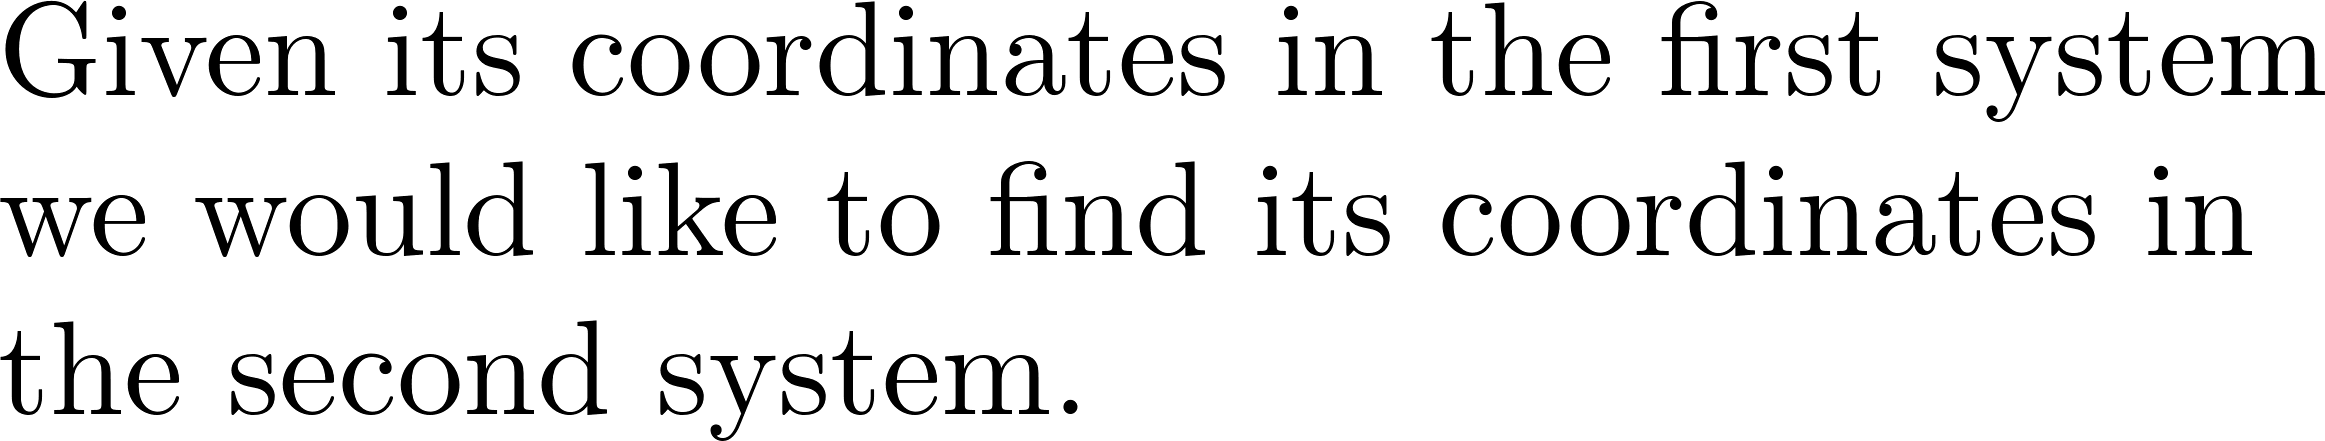 Given its coordinates in the first system
we would like to find its coordinates in
the second system.